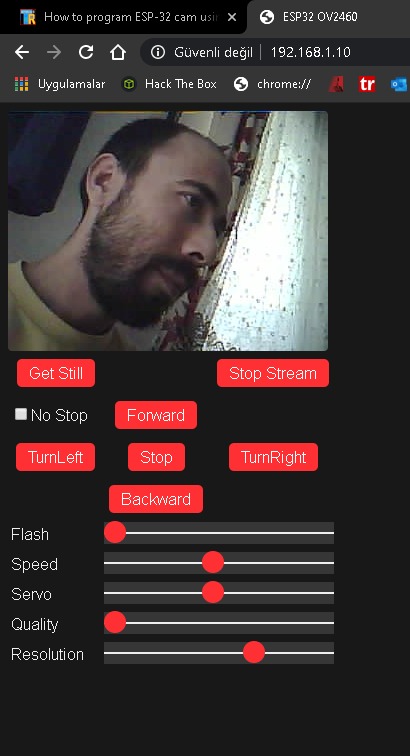 How to program ESP-32 cam usin
ESP32 OV2460
Güvenli değil
192.168.1.10
Uygulamalar
Hack The Box
chrome://
tr
Get Still
Stop Stream
No Stop
Forward
TurnLeft
Stop
TurnRight
Backward
Flash
Speed
Servo
Quality
Resolution